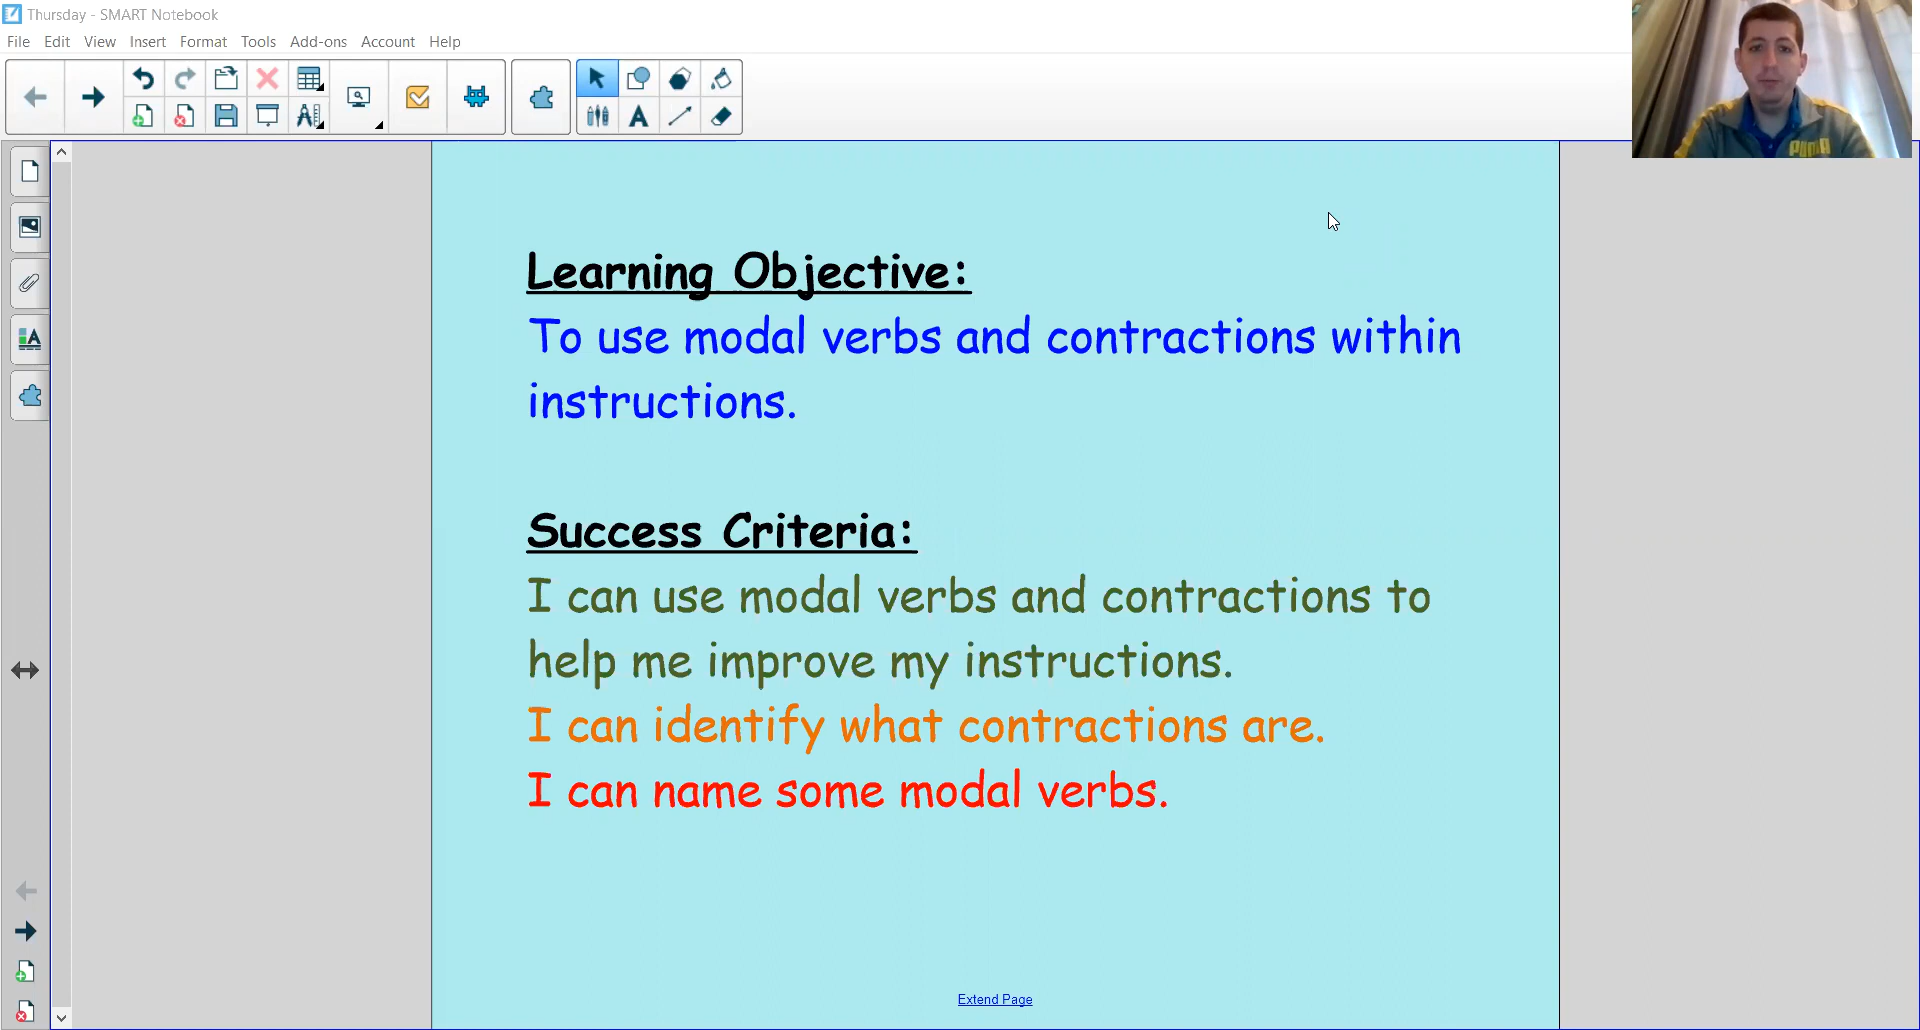 Thursday - SMART Notebook
File Edit View Insert Format Tools Add-ons Account Help
PUMA
Learning Objective:
To use modal verbs and contractions within
instructions.
Success Criteria:
I can use modal verbs and contractions to
help me improve my instructions.
I can identify what contractions are.
I can name some modal verbs.
Extend Page